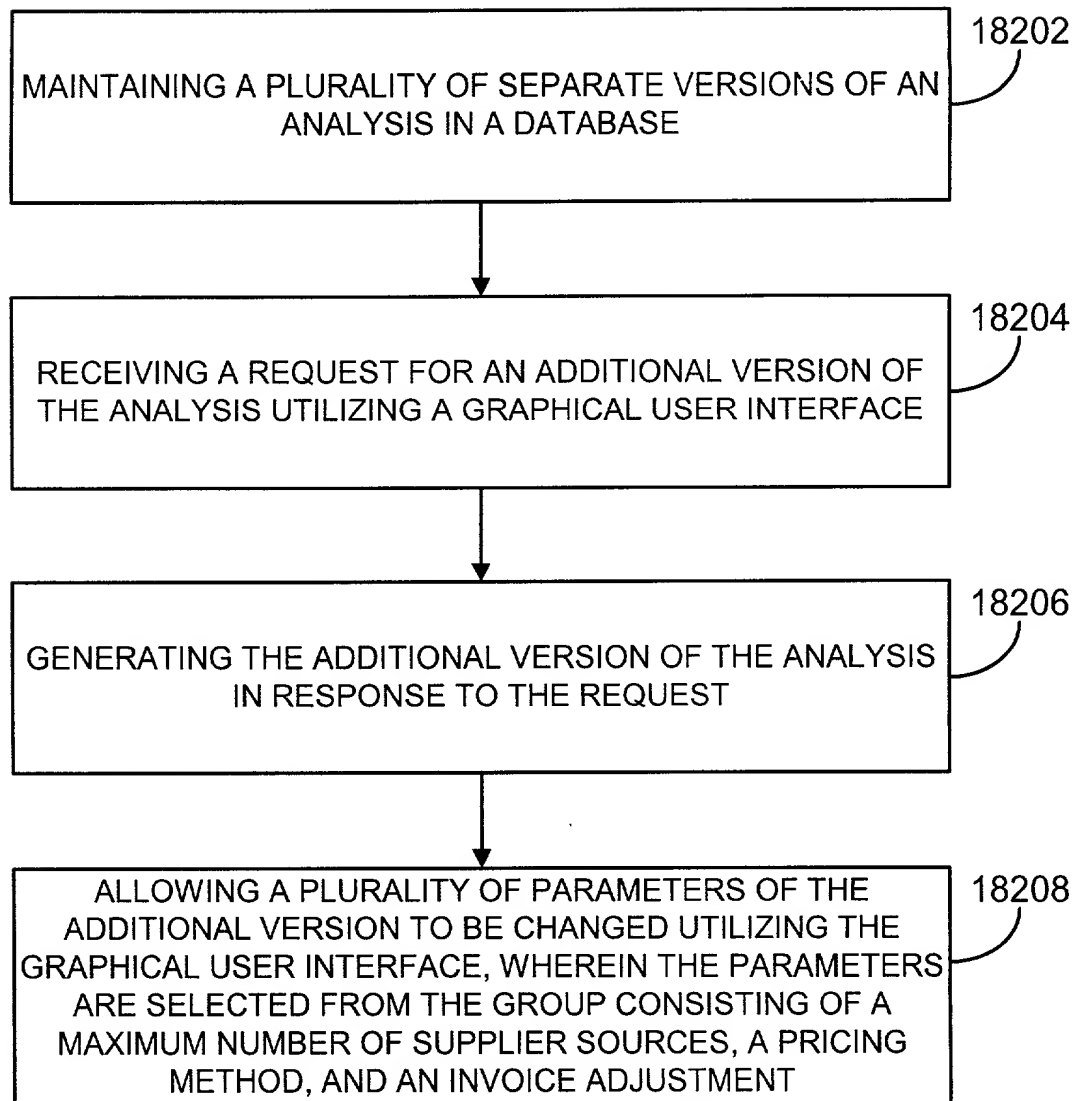 18202
MAINTAINING A PLURALITY OF SEPARATE VERSIONS OF AN
ANALYSIS IN A DATABASE
18204
RECEIVING A REQUEST FOR AN ADDITIONAL VERSION OF
THE ANALYSIS UTILIZING A GRAPHICAL USER INTERFACE
18206
GENERATING THE ADDITIONAL VERSION OF THE ANALYSIS
IN RESPONSE TO THE REQUEST
18208
ALLOWING A PLURALITY OF PARAMETERS OF THE
ADDITIONAL VERSION TO BE CHANGED UTILIZING THE
GRAPHICAL USER INTERFACE, WHEREIN THE PARAMETERS
ARE SELECTED FROM THE GROUP CONSISTING OF A
MAXIMUM NUMBER OF SUPPLIER SOURCES, A PRICING
METHOD, AND AN INVOICE ADJUSTMENT